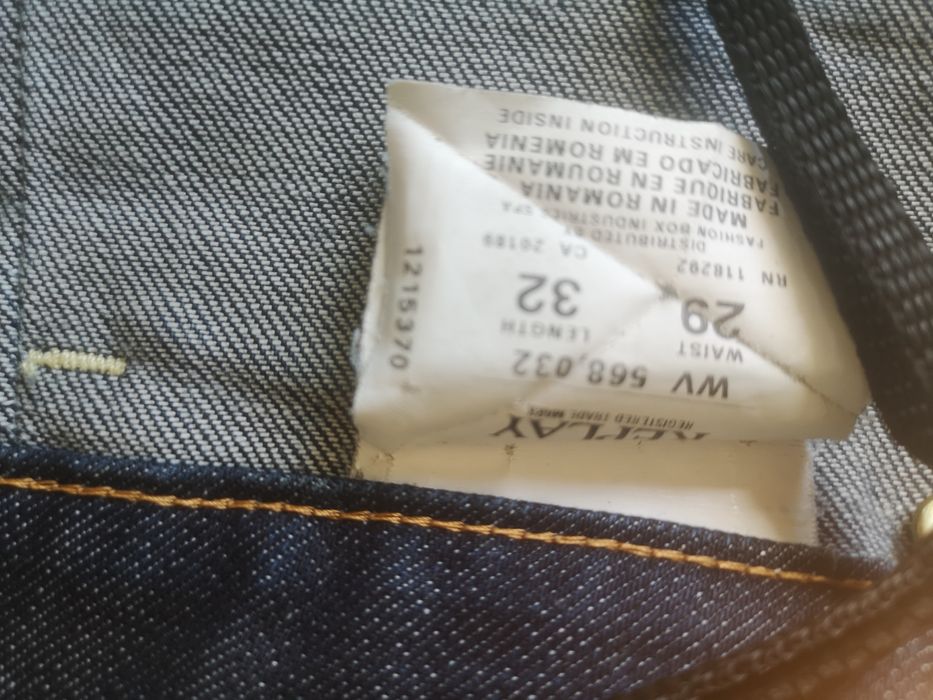 REPLAY
REGISTERED TRADE MARK
WV 568.032
WAIST LENGTH
29 32
RN 118292 CA 26189
DISTRIBUTED BY
FASHION BOX INDUSTRIES SPA
MADE IN ROMANIA
FABRIQUE EN ROUMANIE
FABRICADO EM ROMENIA
CARE INSTRUCTION INSIDE
1215370